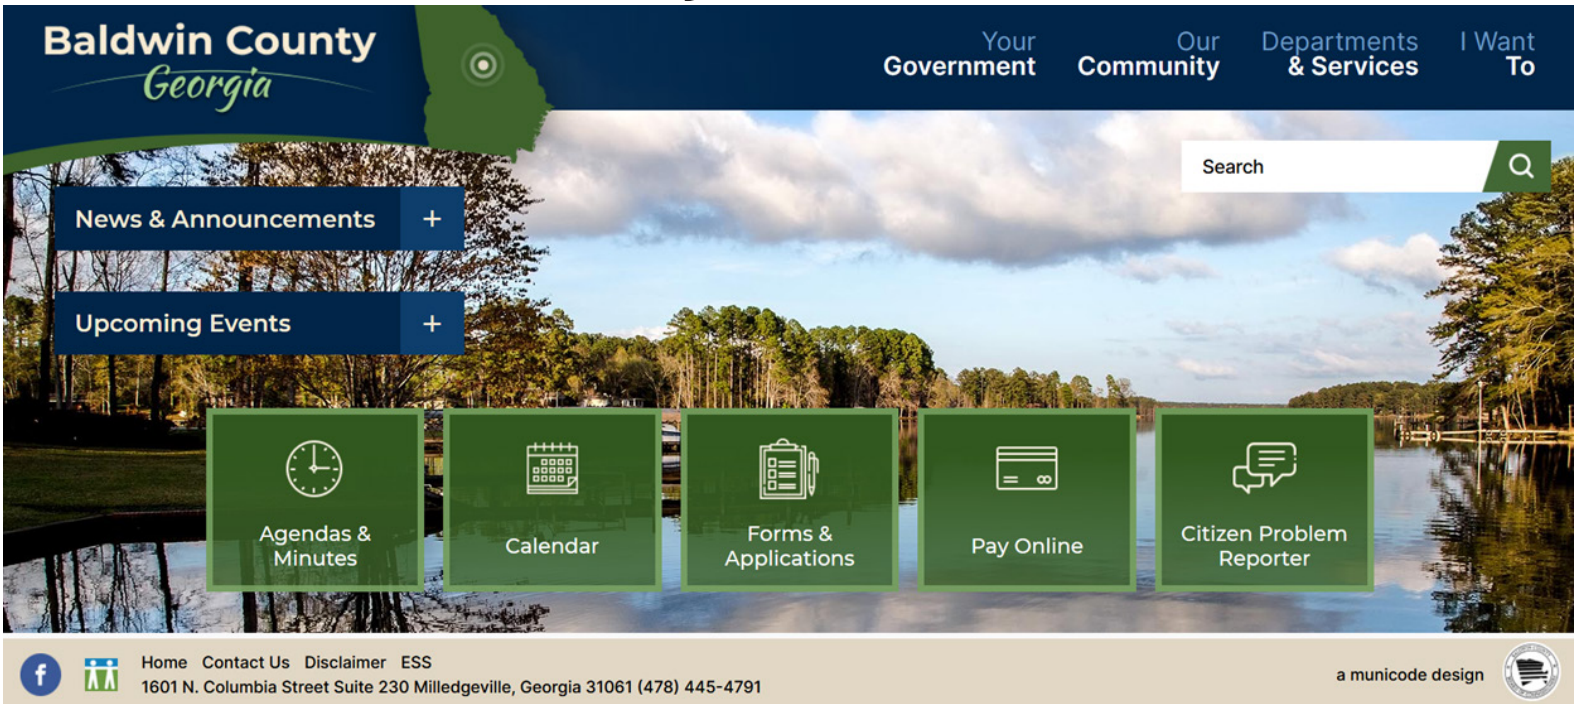 Baldwin County
Georgia
Your
Government
Our
Community
Departments
& Services
I Want
To
Search
News & Announcements +
Upcoming Events +
Agendas &
Minutes
Calendar
Forms &
Applications
Pay Online
Citizen Problem
Reporter
Home Contact Us Disclaimer ESS
1601 N. Columbia Street Suite 230 Milledgeville, Georgia 31061 (478) 445-4791
a municode design